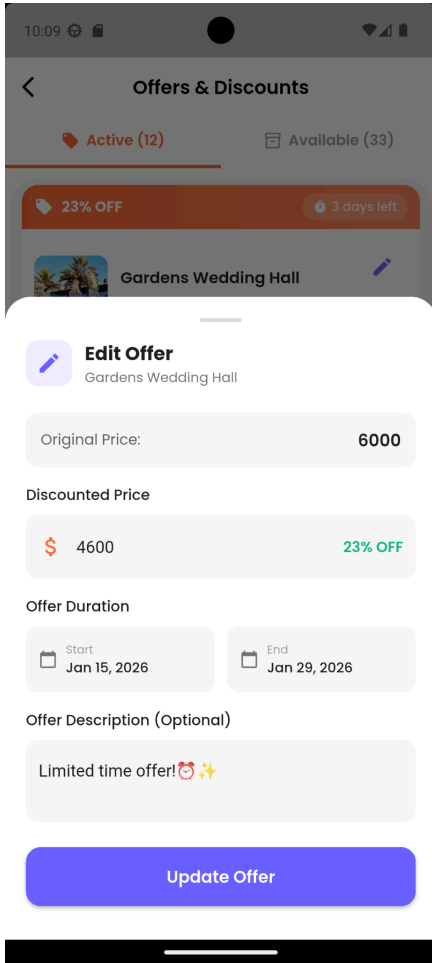 10:09
Offers & Discounts
Active (12)
Available (33)
23% OFF
3 days left
Gardens Wedding Hall
Edit Offer
Gardens Wedding Hall
Original Price: 6000
Discounted Price
$ 4600 23% OFF
Offer Duration
Start
Jan 15, 2026
End
Jan 29, 2026
Offer Description (Optional)
Limited time offer!⏰✨
Update Offer